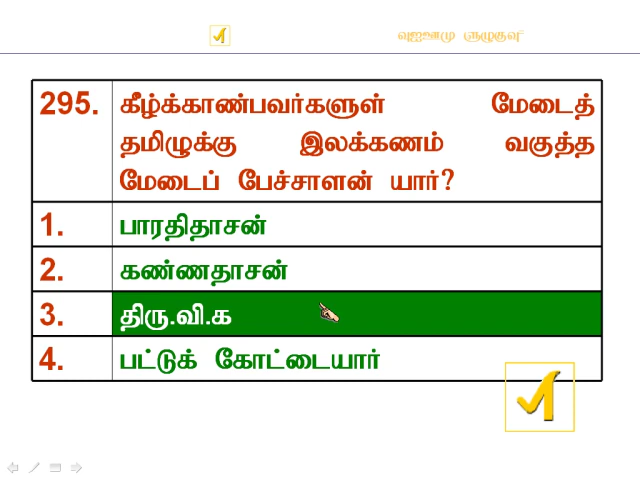 295. கீழ்க்காண்பவர்களுள் மேடைத்
தமிழுக்கு இலக்கணம் வகுத்த
மேடைப் பேச்சாளன் யார்?
1. பாரதிதாசன்
2. கண்ணதாசன்
3. திரு.வி.க
4. பட்டுக் கோட்டையார்